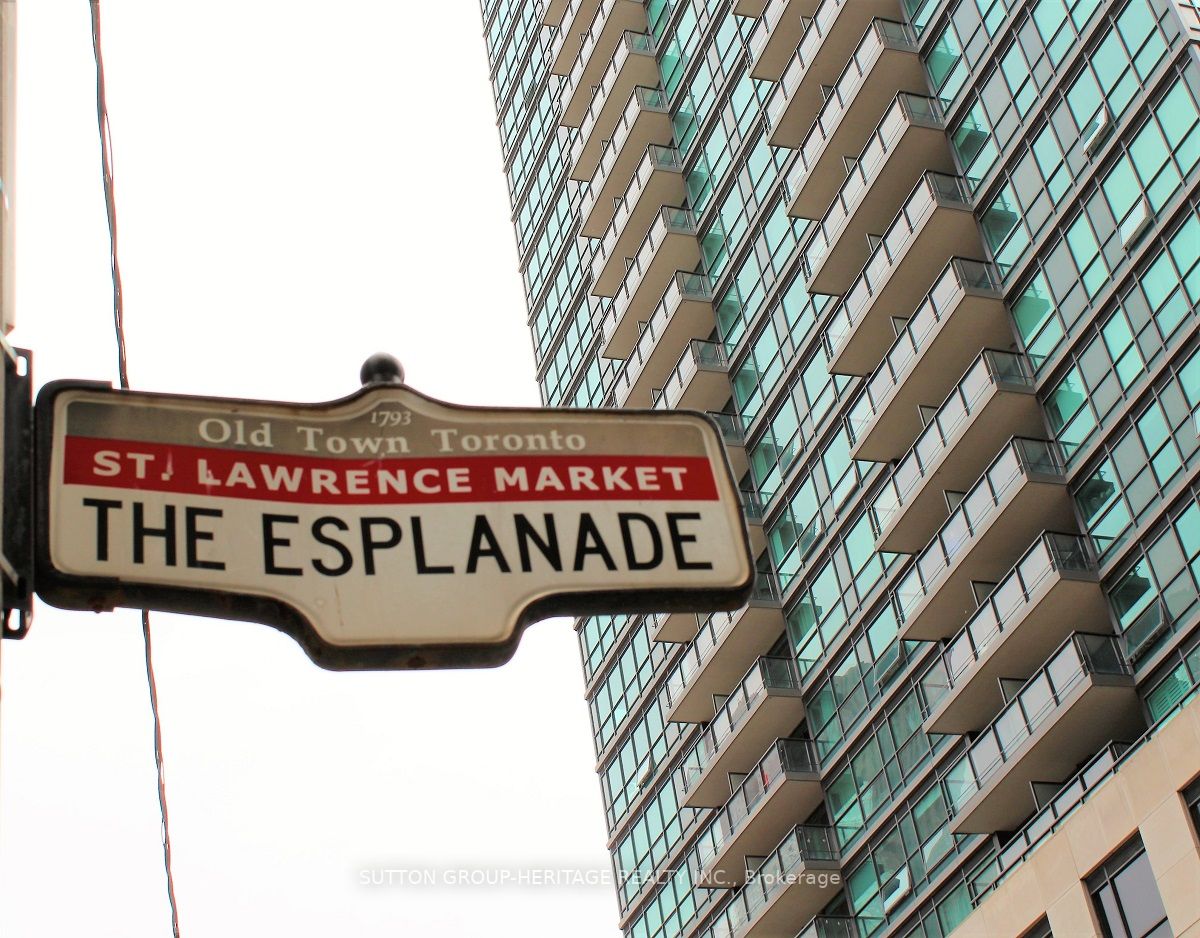 1793
Old Town Toronto
ST. LAWRENCE MARKET
THE ESPLANADE
SUTTON GROUP-HERITAGE REALTY INC., Brokerage